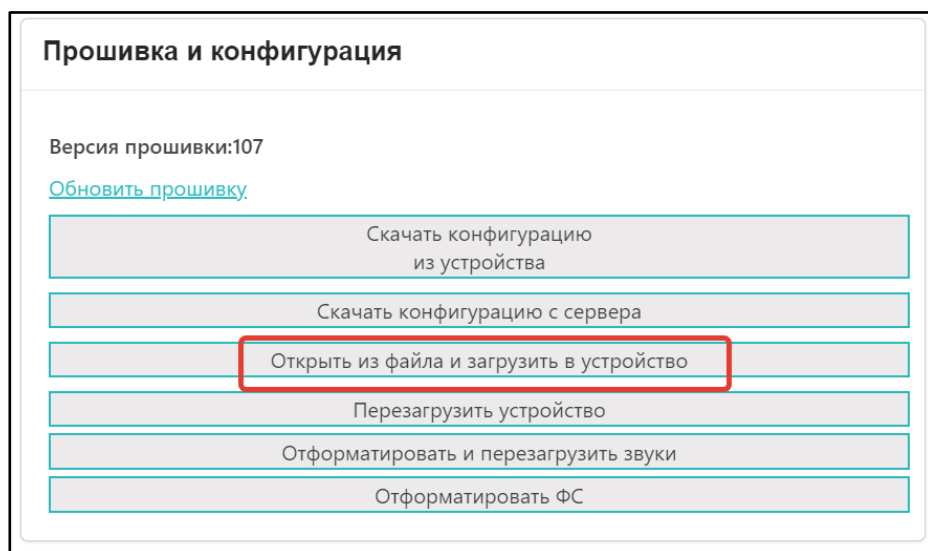 Прошивка и конфигурация
Версия прошивки:107
Обновить прошивку
Скачать конфигурацию
из устройства
Скачать конфигурацию с сервера
Открыть из файла и загрузить в устройство
Перезагрузить устройство
Отформатировать и перезагрузить звуки
Отформатировать ФС